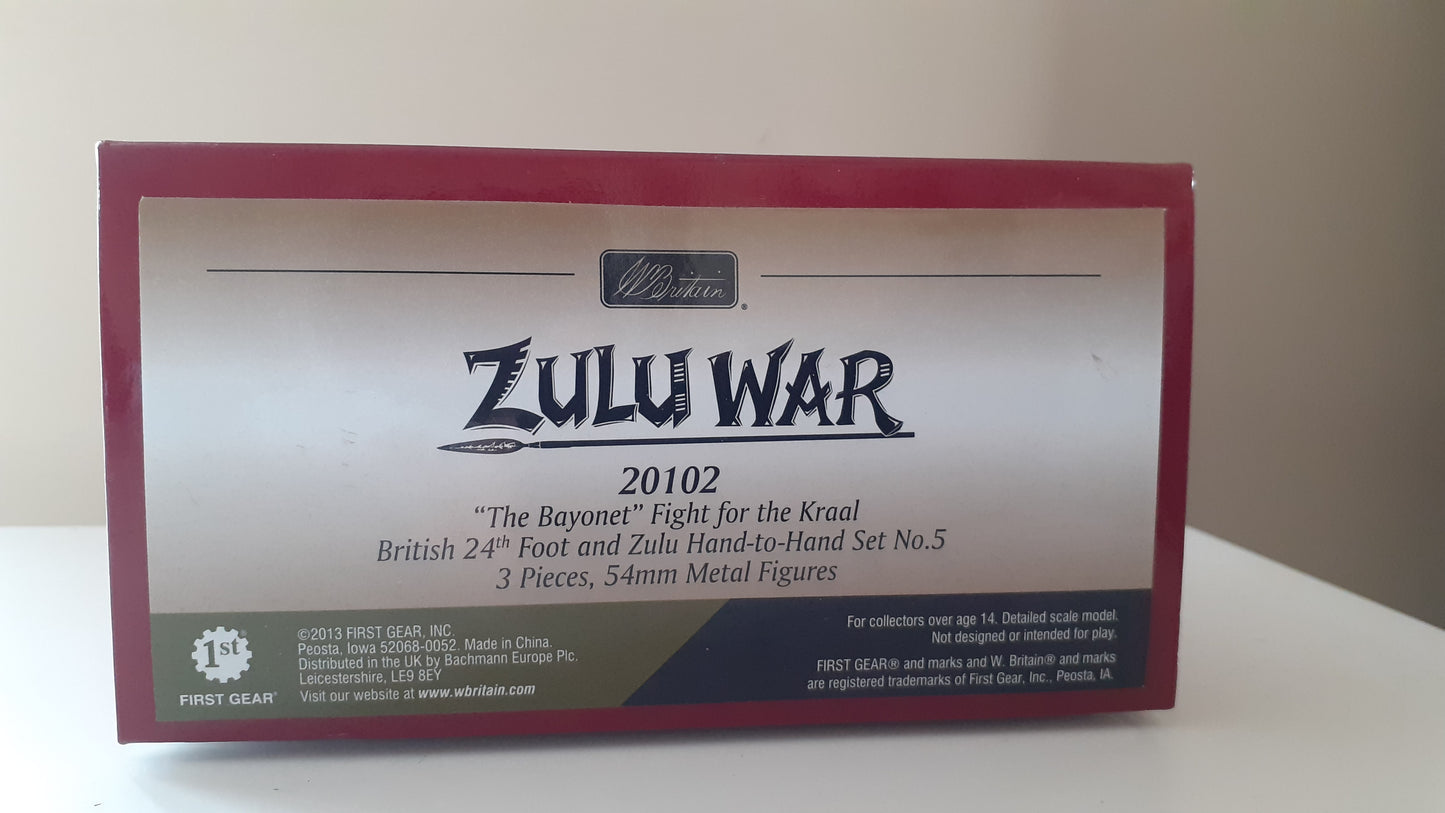 WBritain®
ZULU WAR
20102
“The Bayonet” Fight for the Kraal
British 24th Foot and Zulu Hand-to-Hand Set No.5
3 Pieces, 54mm Metal Figures
1st
FIRST GEAR®
©2013 FIRST GEAR, INC.
Peosta, Iowa 52068-0052. Made in China.
Distributed in the UK by Bachmann Europe Plc.
Leicestershire, LE9 8EY
Visit our website at www.wbritain.com
For collectors over age 14. Detailed scale model.
Not designed or intended for play.
FIRST GEAR® and marks and W. Britain® and marks
are registered trademarks of First Gear, Inc., Peosta, IA.